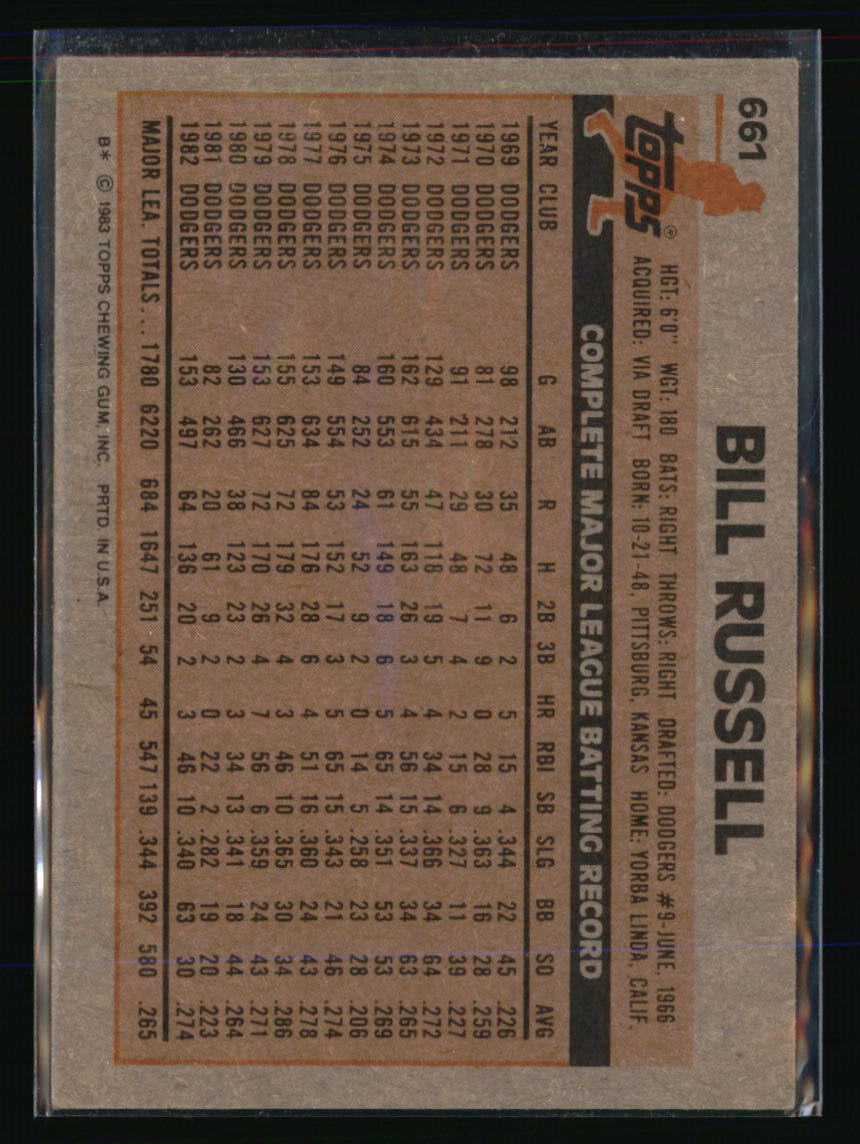 661
BILL RUSSELL
Topps®
HGT: 6'0" WGT: 180 BATS: RIGHT THROWS: RIGHT DRAFTED: DODGERS #9-JUNE, 1966
ACQUIRED: VIA DRAFT BORN: 10-21-48, PITTSBURG, KANSAS HOME: YORBA LINDA, CALIF.
COMPLETE MAJOR LEAGUE BATTING RECORD
YEAR CLUB G AB R H 2B 3B HR RBI SB SLG BB SO AVG
1969 DODGERS 98 212 35 48 6 2 5 15 4 .344 22 45 .226
1970 DODGERS 81 278 30 72 11 9 0 28 9 .363 16 28 .259
1971 DODGERS 91 211 29 48 7 4 2 15 6 .327 11 39 .227
1972 DODGERS 129 434 47 118 19 5 4 34 14 .366 34 64 .272
1973 DODGERS 162 615 55 163 26 3 4 56 15 .337 34 63 .265
1974 DODGERS 160 553 61 149 18 6 5 65 14 .351 53 53 .269
1975 DODGERS 84 252 24 52 9 2 0 14 5 .258 23 28 .206
1976 DODGERS 149 554 53 152 17 3 5 65 15 .343 21 46 .274
1977 DODGERS 153 634 84 176 28 6 4 51 16 .360 24 43 .278
1978 DODGERS 155 625 72 179 32 4 3 46 10 .365 30 34 .286
1979 DODGERS 153 627 72 170 26 4 7 56 6 .359 24 43 .271
1980 DODGERS 130 466 38 123 23 2 3 34 13 .341 18 44 .264
1981 DODGERS 82 262 20 61 9 2 0 22 2 .282 19 20 .223
1982 DODGERS 153 497 64 136 20 2 3 46 10 .340 63 30 .274
MAJOR LEA. TOTALS... 1780 6220 684 1647 251 54 45 547 139 .344 392 580 .265
B* © 1983 TOPPS CHEWING GUM, INC. PRTD. IN U.S.A.